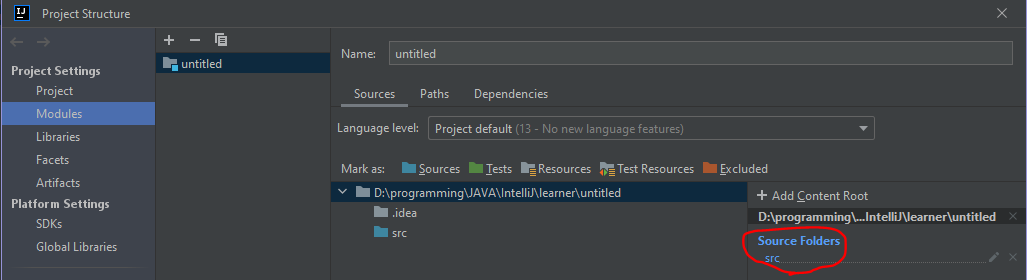 IJ Project Structure
Project Settings
Project
Modules
Libraries
Facets
Artifacts
Platform Settings
SDKs
Global Libraries
untitled
Name: untitled
Sources Paths Dependencies
Language level: Project default (13 - No new language features)
Mark as: Sources Tests Resources Test Resources Excluded
D:\programming\JAVA\IntelliJ\learner\untitled
.idea
src
+ Add Content Root
D:\programming\...IntelliJ\learner\untitled
Source Folders
src